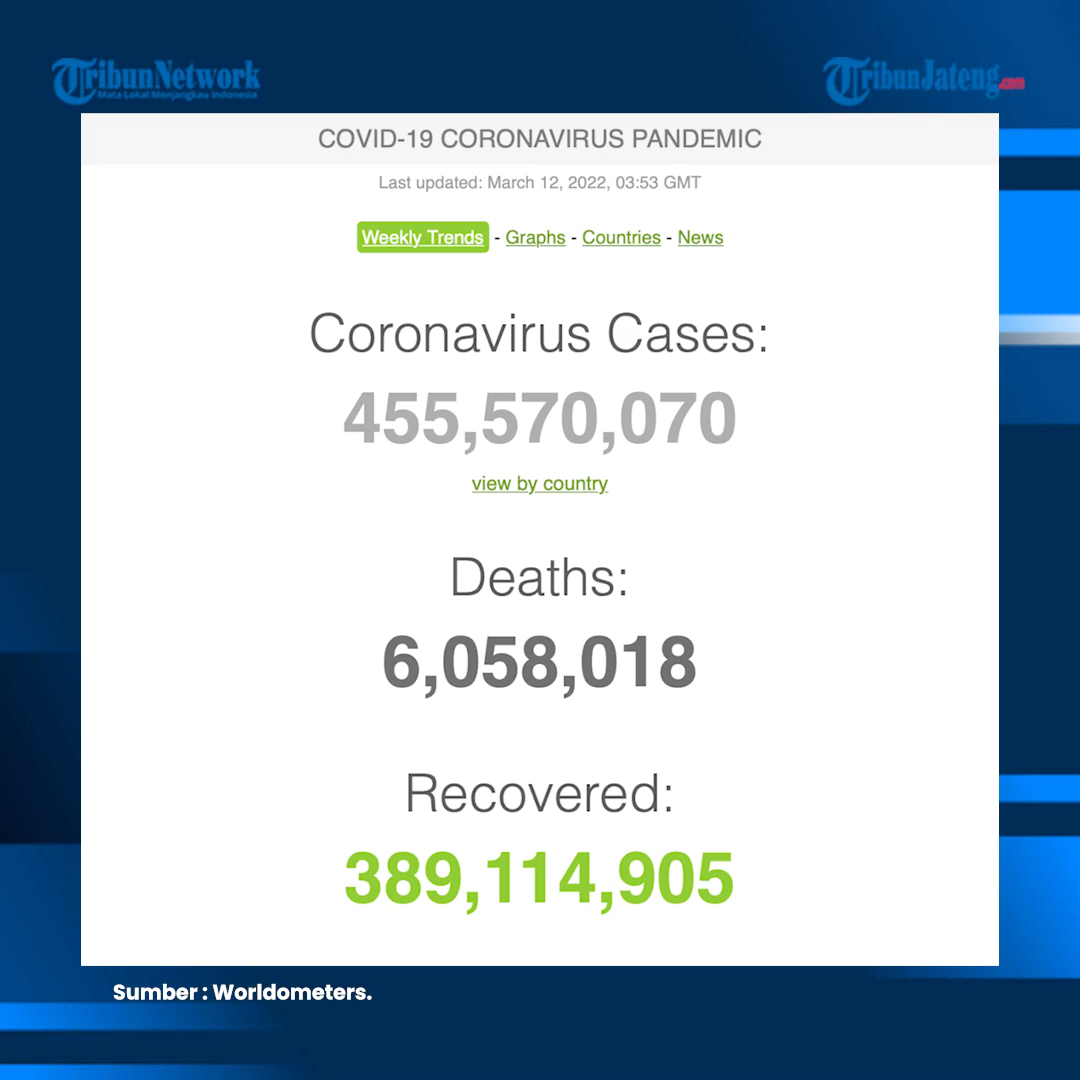 TribunNetwork
Mata Lokal Menjangkau Indonesia
TribunJateng.com
COVID-19 CORONAVIRUS PANDEMIC
Last updated: March 12, 2022, 03:53 GMT
Weekly Trends - Graphs - Countries - News
Coronavirus Cases:
455,570,070
view by country
Deaths:
6,058,018
Recovered:
389,114,905
Sumber : Worldometers.